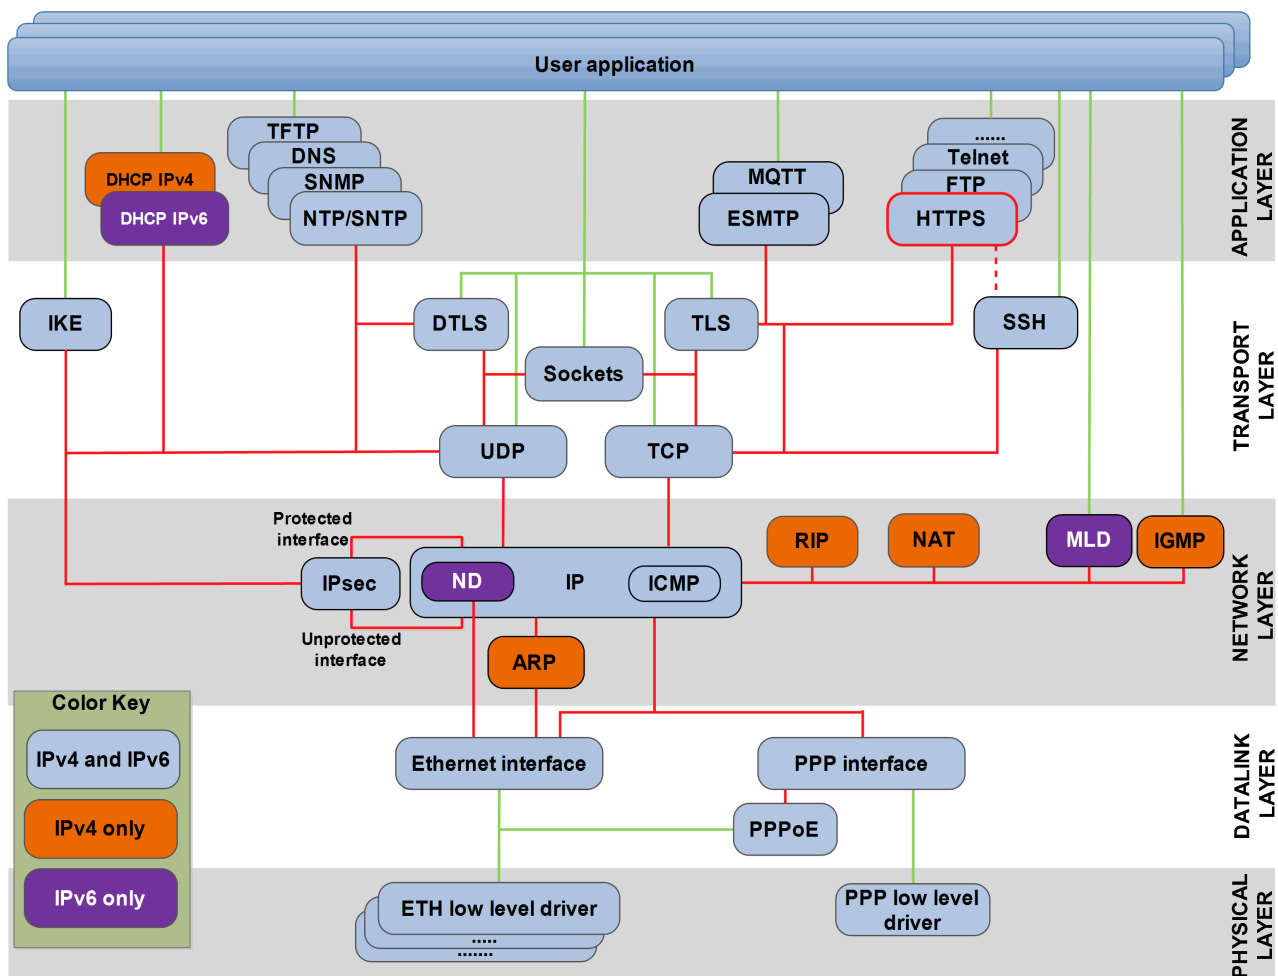 User application
TFTP
DNS
SNMP
NTP/SNTP
DHCP IPv4
DHCP IPv6
MQTT
ESMTP
......
Telnet
FTP
HTTPS
APPLICATION
LAYER
IKE
DTLS
TLS
SSH
Sockets
UDP
TCP
TRANSPORT
LAYER
Protected
interface
IPsec
Unprotected
interface
ND
IP
ICMP
ARP
RIP
NAT
MLD
IGMP
NETWORK
LAYER
Color Key
IPv4 and IPv6
IPv4 only
IPv6 only
Ethernet interface
PPP interface
PPPoE
DATALINK
LAYER
ETH low level driver
.....
.......
PPP low level
driver
PHYSICAL
LAYER